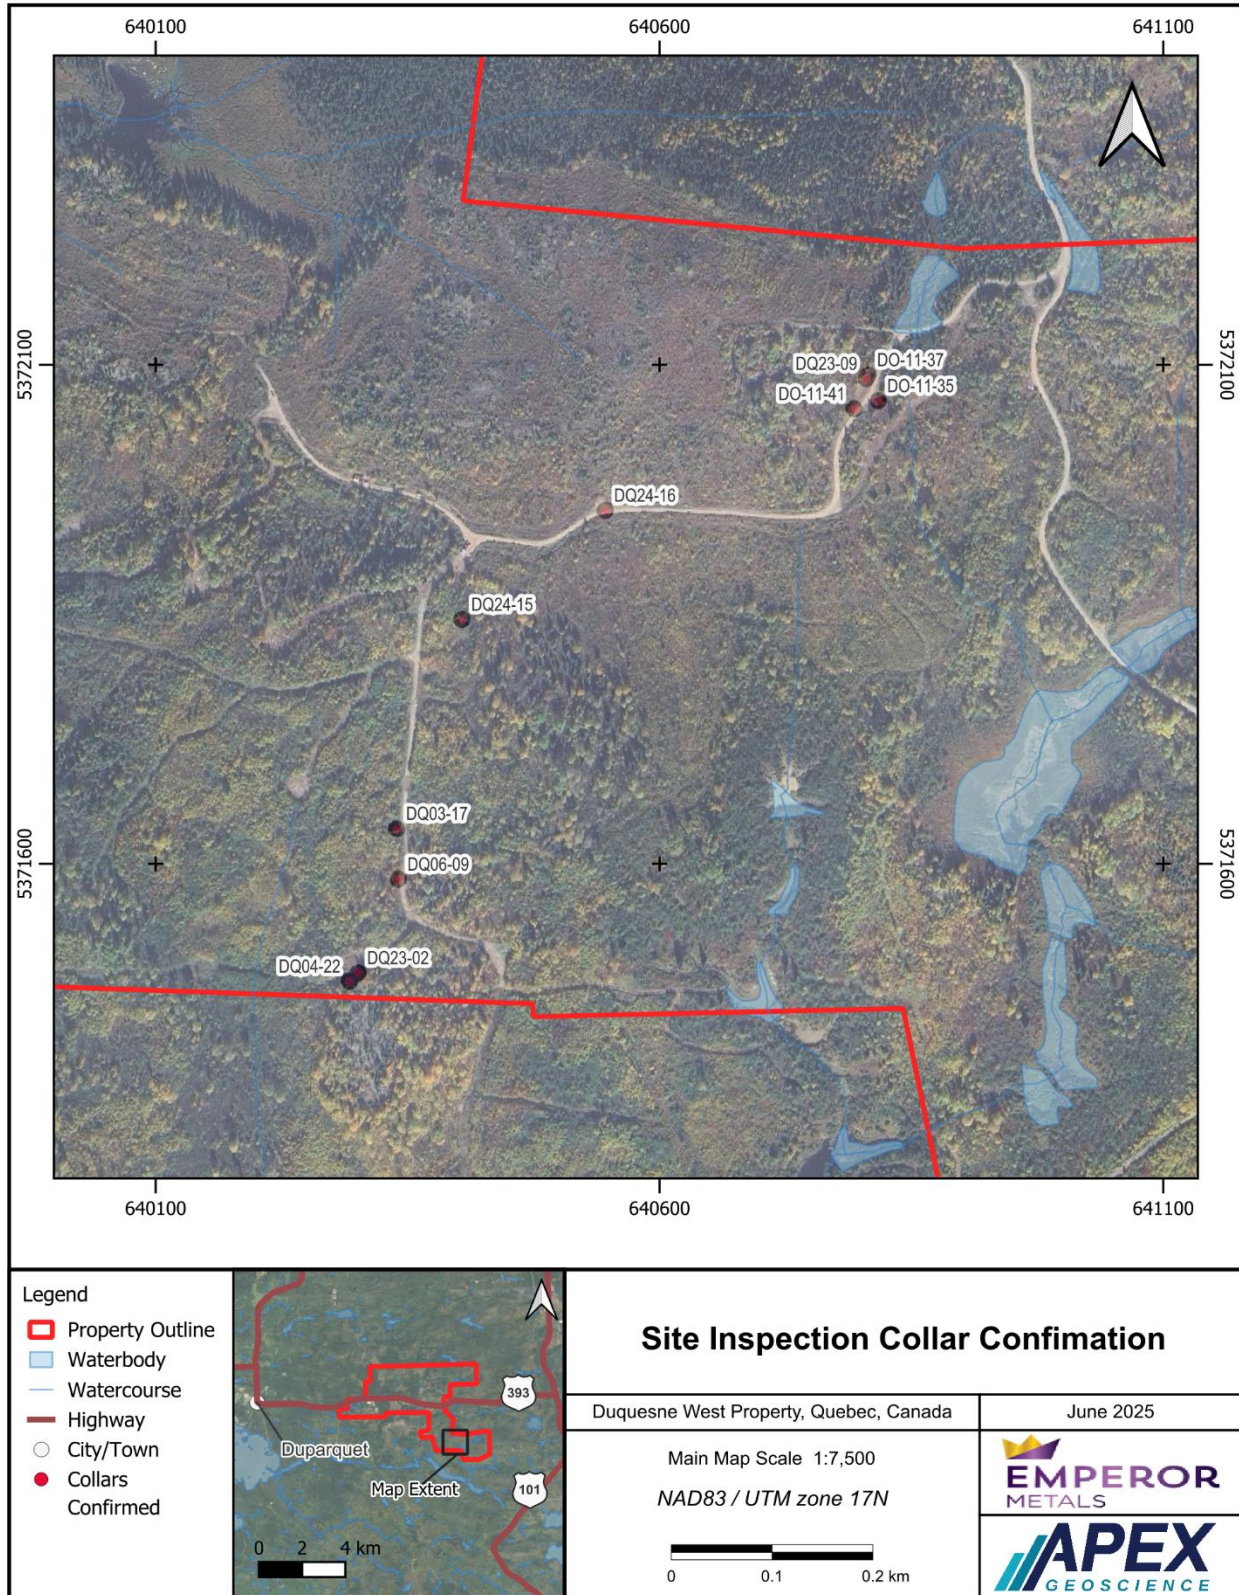 640100 640600 641100
5372100
5372100
DQ23-09 DO-11-37
DO-11-41 DO-11-35
DQ24-16
DQ24-15
DQ03-17
5371600
5371600
DQ06-09
DQ04-22 DQ23-02
640100 640600 641100
Legend
Property Outline
Waterbody
Watercourse
Highway
City/Town
Collars
Confirmed
393
Duparquet
Map Extent
101
0 2 4 km
Site Inspection Collar Confimation
Duquesne West Property, Quebec, Canada
June 2025
Main Map Scale 1:7,500
NAD83 / UTM zone 17N
0 0.1 0.2 km
EMPEROR
METALS
APEX
GEOSCIENCE